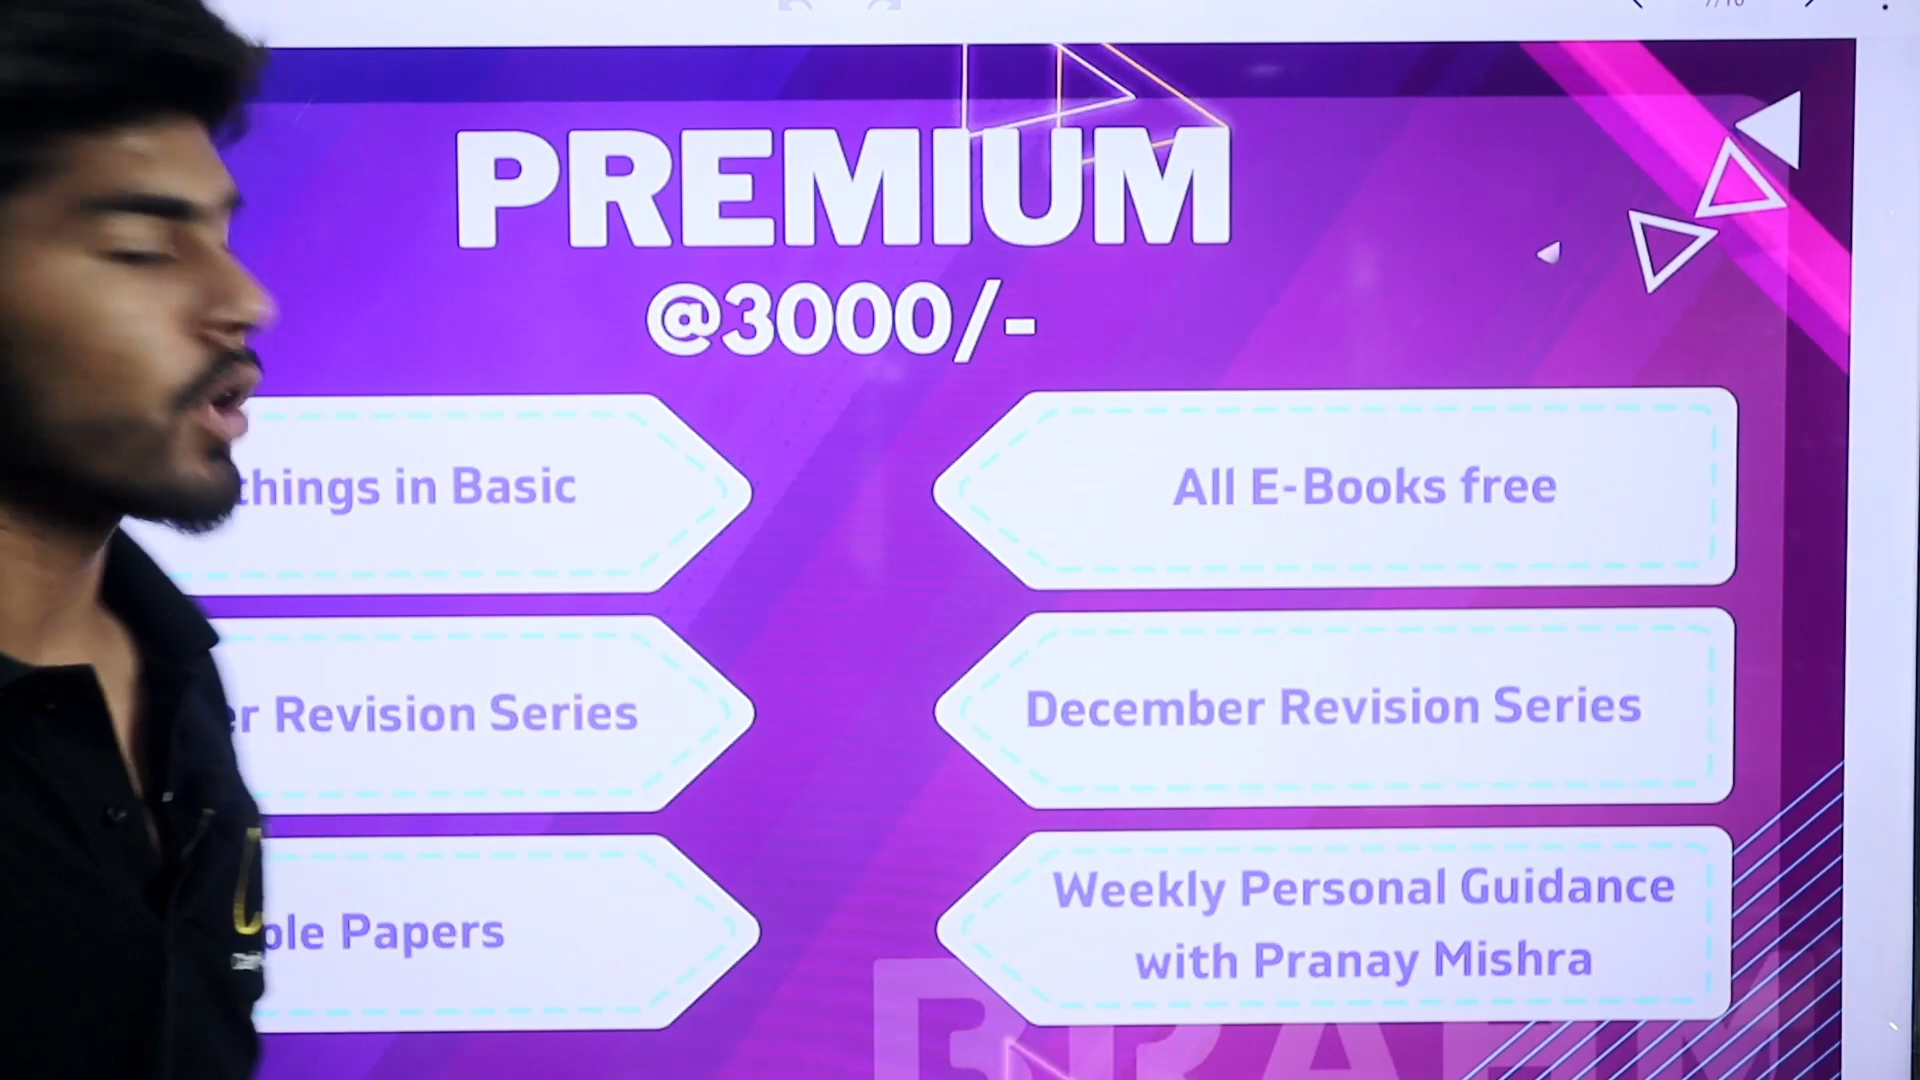 PREMIUM
@3000/-
things in Basic
All E-Books free
Revision Series
December Revision Series
Papers
Weekly Personal Guidance
with Pranay Mishra
BRAHM